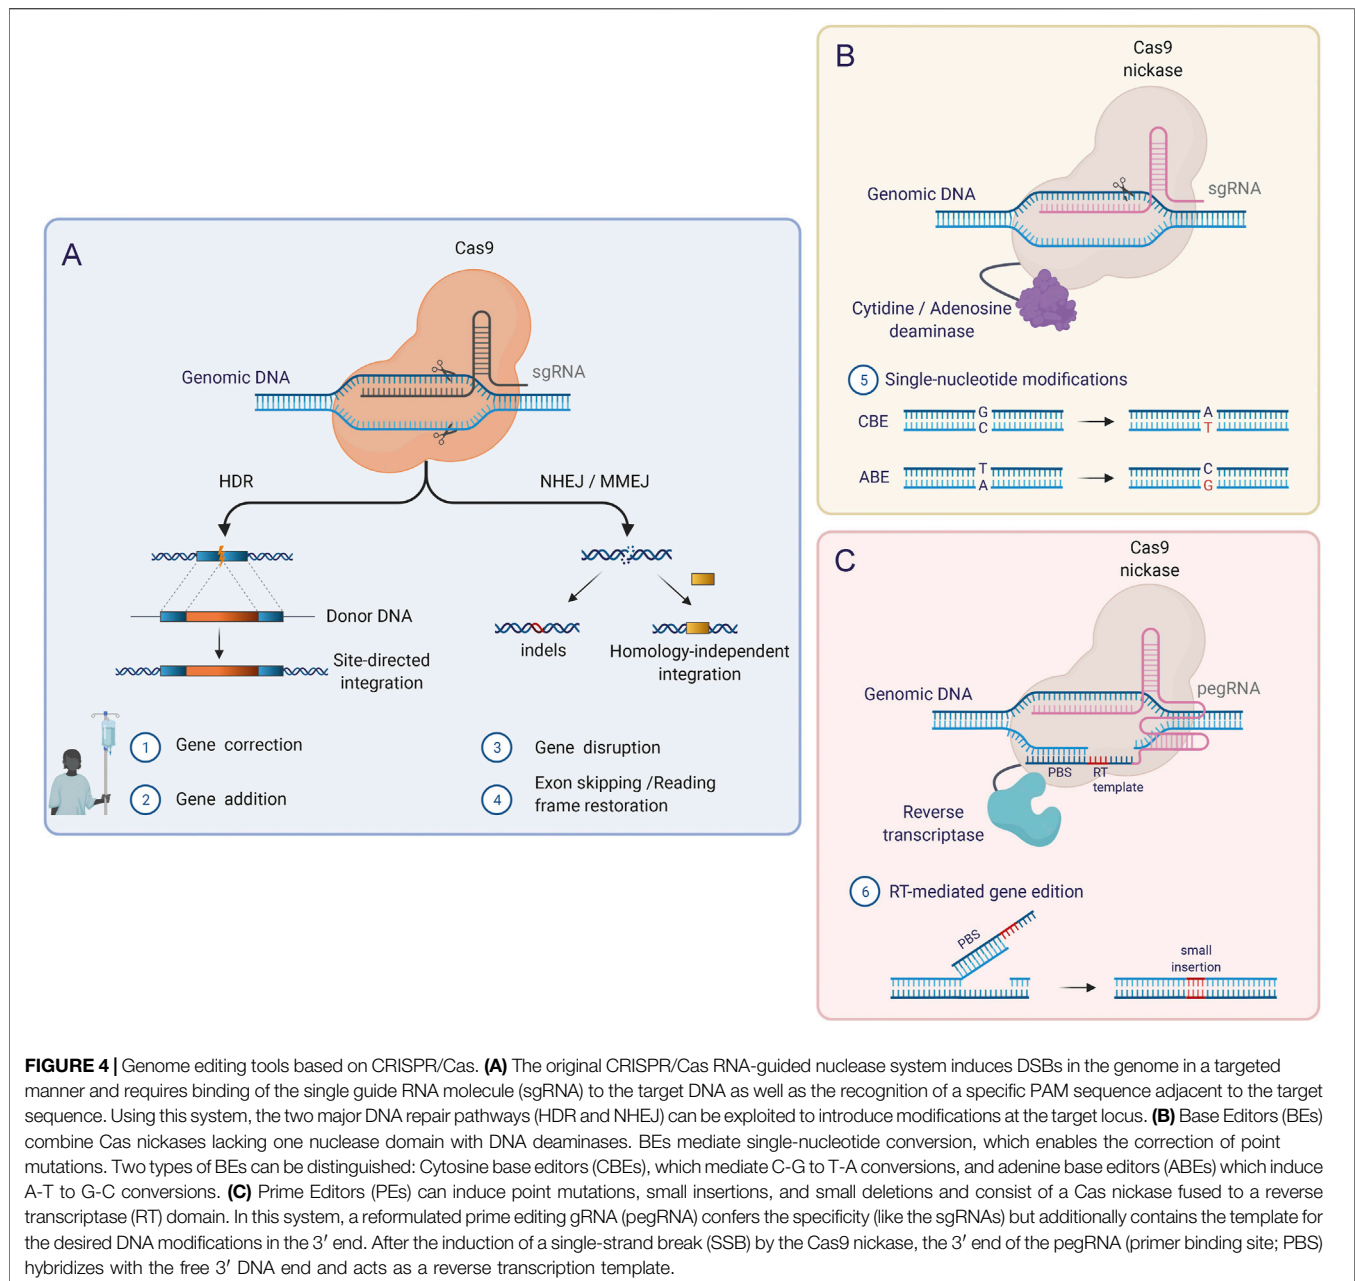 A
Cas9
sgRNA
Genomic DNA
HDR
NHEJ / MMEJ
Donor DNA
Site-directed
integration
indels
Homology-independent
integration
1 Gene correction
2 Gene addition
3 Gene disruption
4 Exon skipping /Reading
frame restoration
B
Cas9
nickase
Genomic DNA
sgRNA
Cytidine / Adenosine
deaminase
5 Single-nucleotide modifications
CBE
G
C
A
T
ABE
T
A
C
G
C
Cas9
nickase
Genomic DNA
pegRNA
PBS
RT
template
Reverse
transcriptase
6 RT-mediated gene edition
PBS
small
insertion
FIGURE 4 | Genome editing tools based on CRISPR/Cas. (A) The original CRISPR/Cas RNA-guided nuclease system induces DSBs in the genome in a targeted
manner and requires binding of the single guide RNA molecule (sgRNA) to the target DNA as well as the recognition of a specific PAM sequence adjacent to the target
sequence. Using this system, the two major DNA repair pathways (HDR and NHEJ) can be exploited to introduce modifications at the target locus. (B) Base Editors (BEs)
combine Cas nickases lacking one nuclease domain with DNA deaminases. BEs mediate single-nucleotide conversion, which enables the correction of point
mutations. Two types of BEs can be distinguished: Cytosine base editors (CBEs), which mediate C-G to T-A conversions, and adenine base editors (ABEs) which induce
A-T to G-C conversions. (C) Prime Editors (PEs) can induce point mutations, small insertions, and small deletions and consist of a Cas nickase fused to a reverse
transcriptase (RT) domain. In this system, a reformulated prime editing gRNA (pegRNA) confers the specificity (like the sgRNAs) but additionally contains the template for
the desired DNA modifications in the 3′ end. After the induction of a single-strand break (SSB) by the Cas9 nickase, the 3′ end of the pegRNA (primer binding site; PBS)
hybridizes with the free 3′ DNA end and acts as a reverse transcription template.